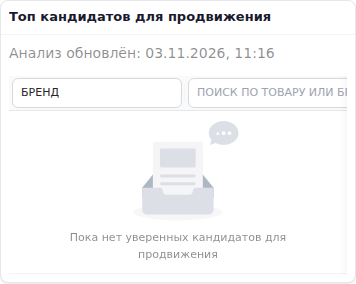 Топ кандидатов для продвижения
Анализ обновлён: 03.11.2026, 11:16
БРЕНД
ПОИСК ПО ТОВАРУ ИЛИ
Пока нет уверенных кандидатов для
продвижения